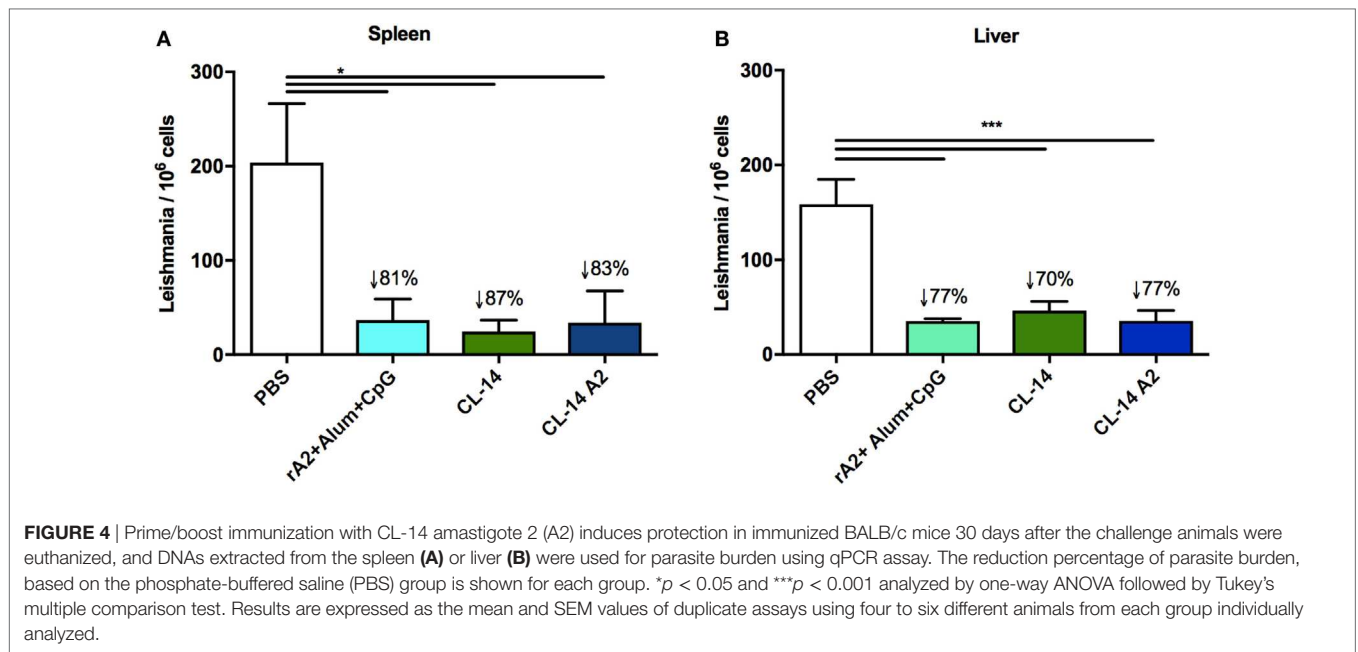 A
Spleen
Leishmania / 10⁶ cells
300
200
100
0
*
↓81%
↓87%
↓83%
PBS
rA2+Alum+CpG
CL-14
CL-14 A2
B
Liver
Leishmania / 10⁶ cells
300
200
100
0
***
↓77%
↓70%
↓77%
PBS
rA2+ Alum+CpG
CL-14
CL-14 A2
FIGURE 4 | Prime/boost immunization with CL-14 amastigote 2 (A2) induces protection in immunized BALB/c mice 30 days after the challenge animals were
euthanized, and DNAs extracted from the spleen (A) or liver (B) were used for parasite burden using qPCR assay. The reduction percentage of parasite burden,
based on the phosphate-buffered saline (PBS) group is shown for each group. *p < 0.05 and ***p < 0.001 analyzed by one-way ANOVA followed by Tukey's
multiple comparison test. Results are expressed as the mean and SEM values of duplicate assays using four to six different animals from each group individually
analyzed.